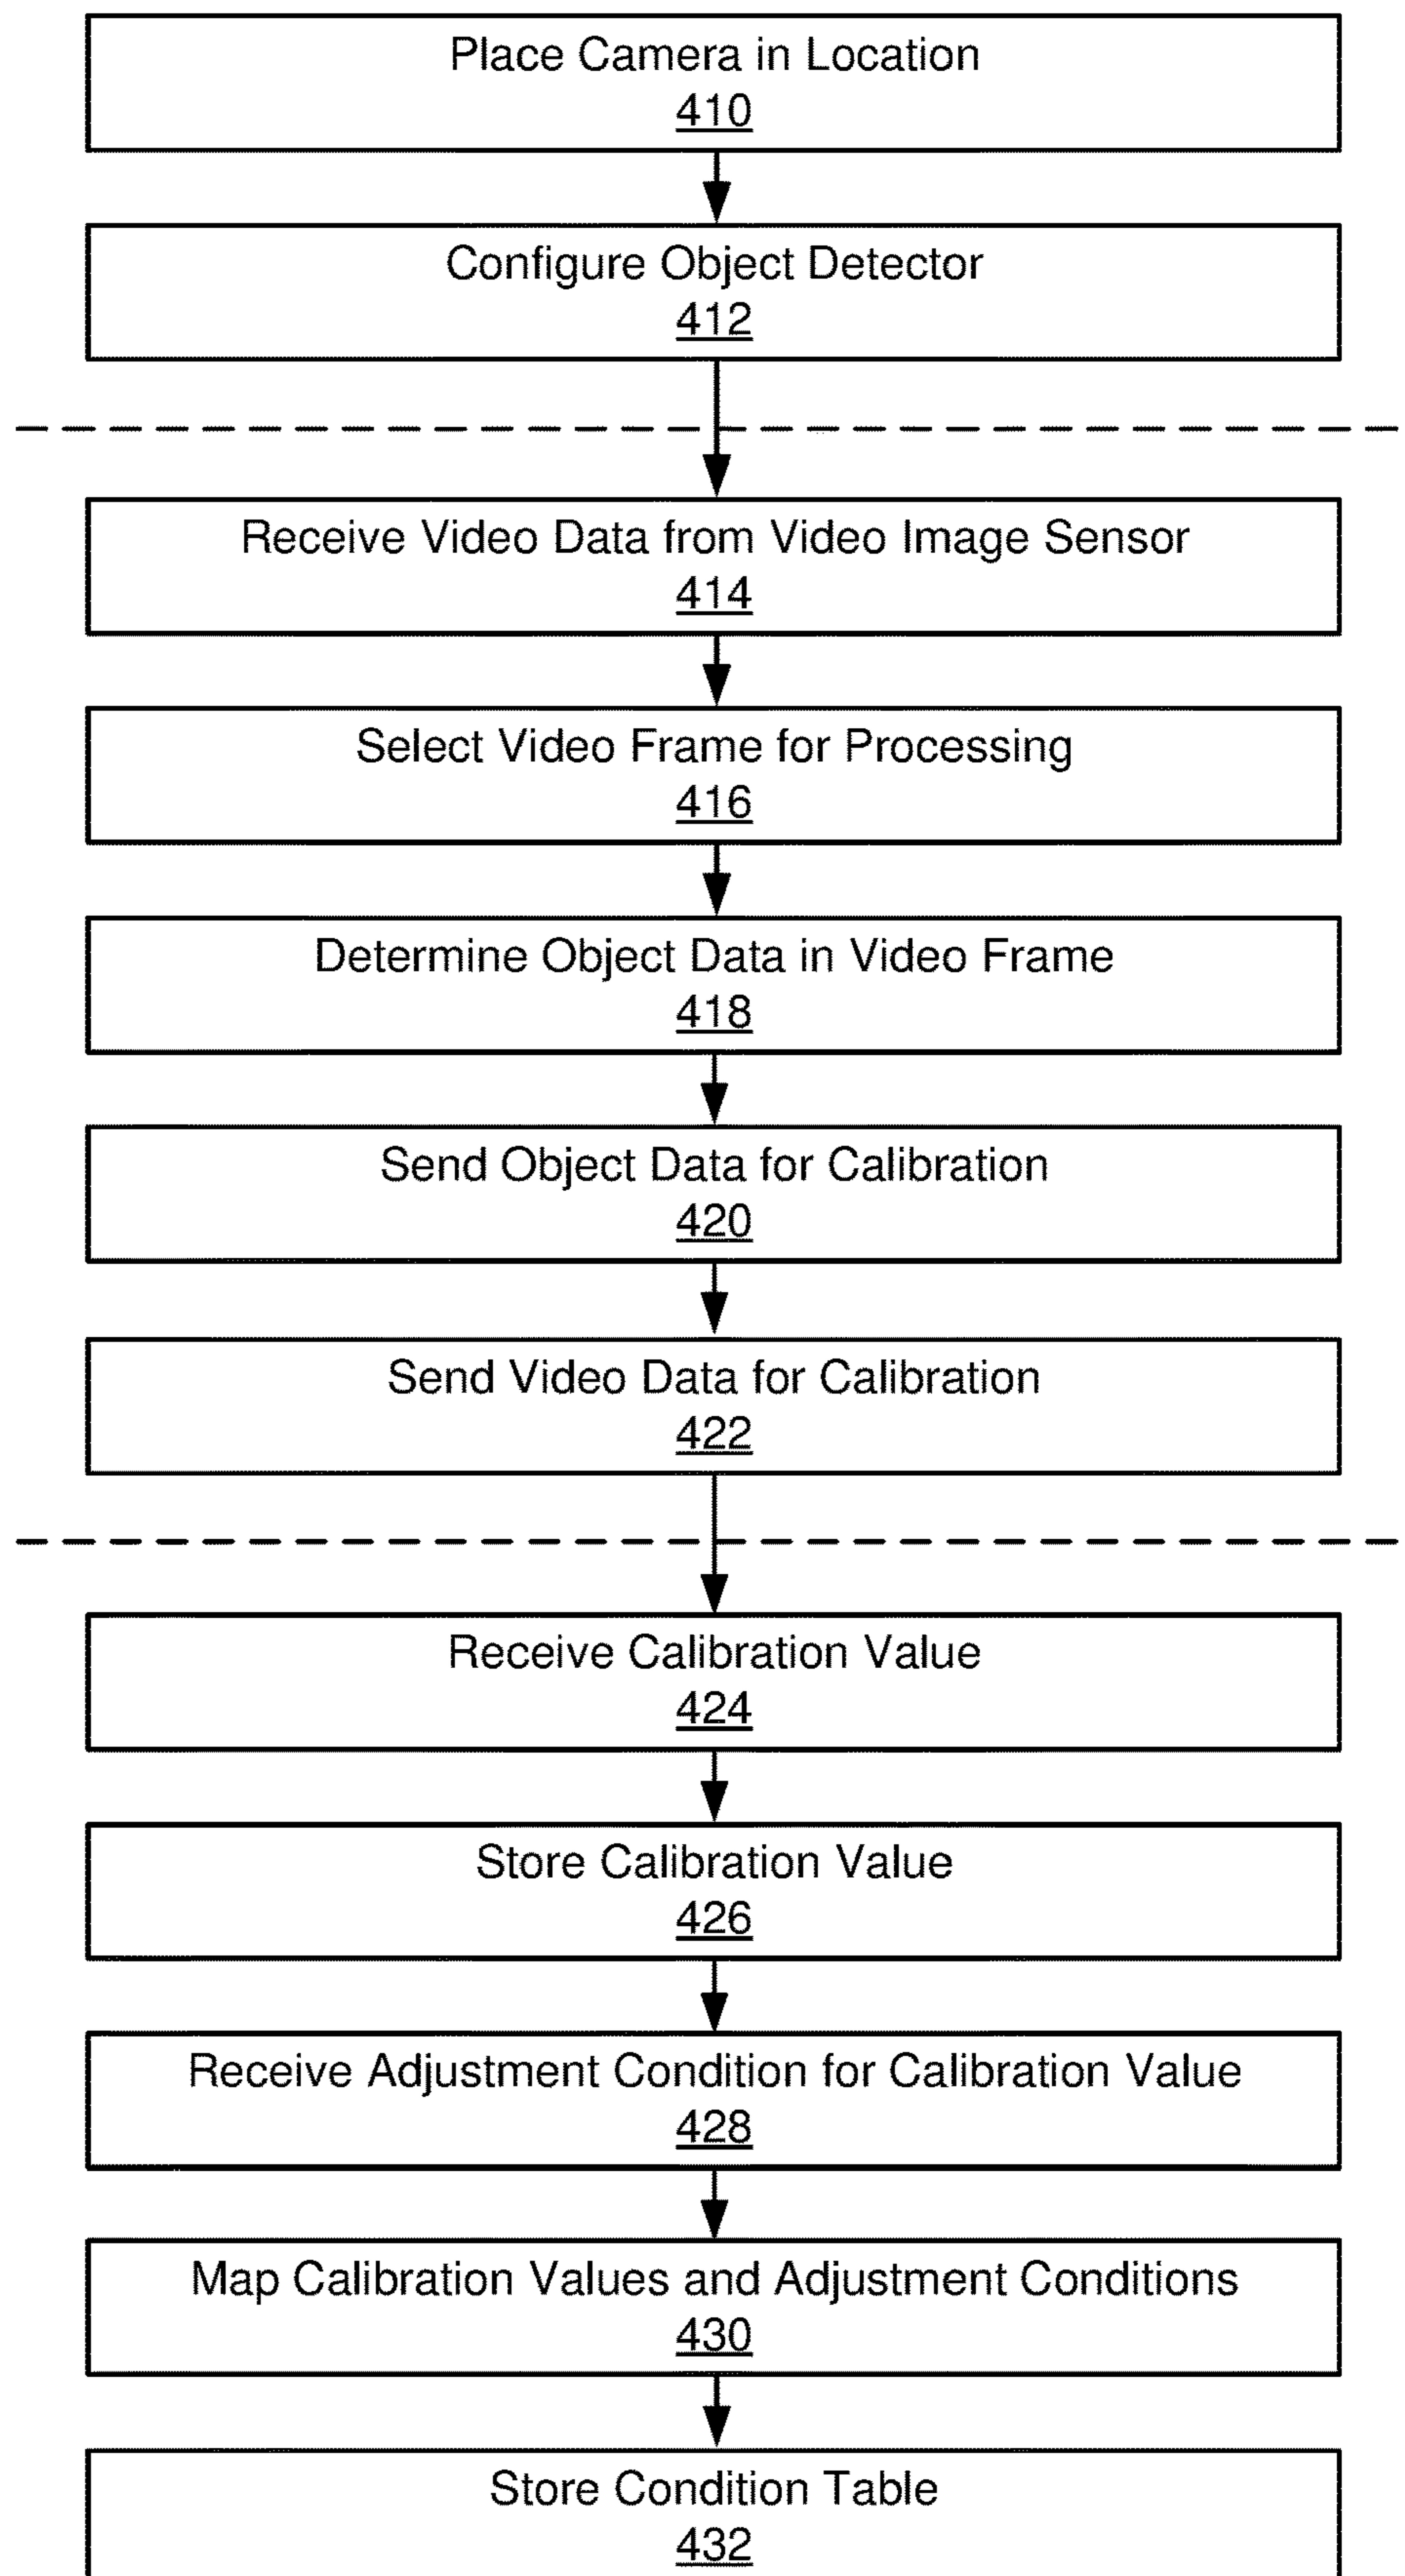 Place Camera in Location
410
Configure Object Detector
412
Receive Video Data from Video Image Sensor
414
Select Video Frame for Processing
416
Determine Object Data in Video Frame
418
Send Object Data for Calibration
420
Send Video Data for Calibration
422
Receive Calibration Value
424
Store Calibration Value
426
Receive Adjustment Condition for Calibration Value
428
Map Calibration Values and Adjustment Conditions
430
Store Condition Table
432